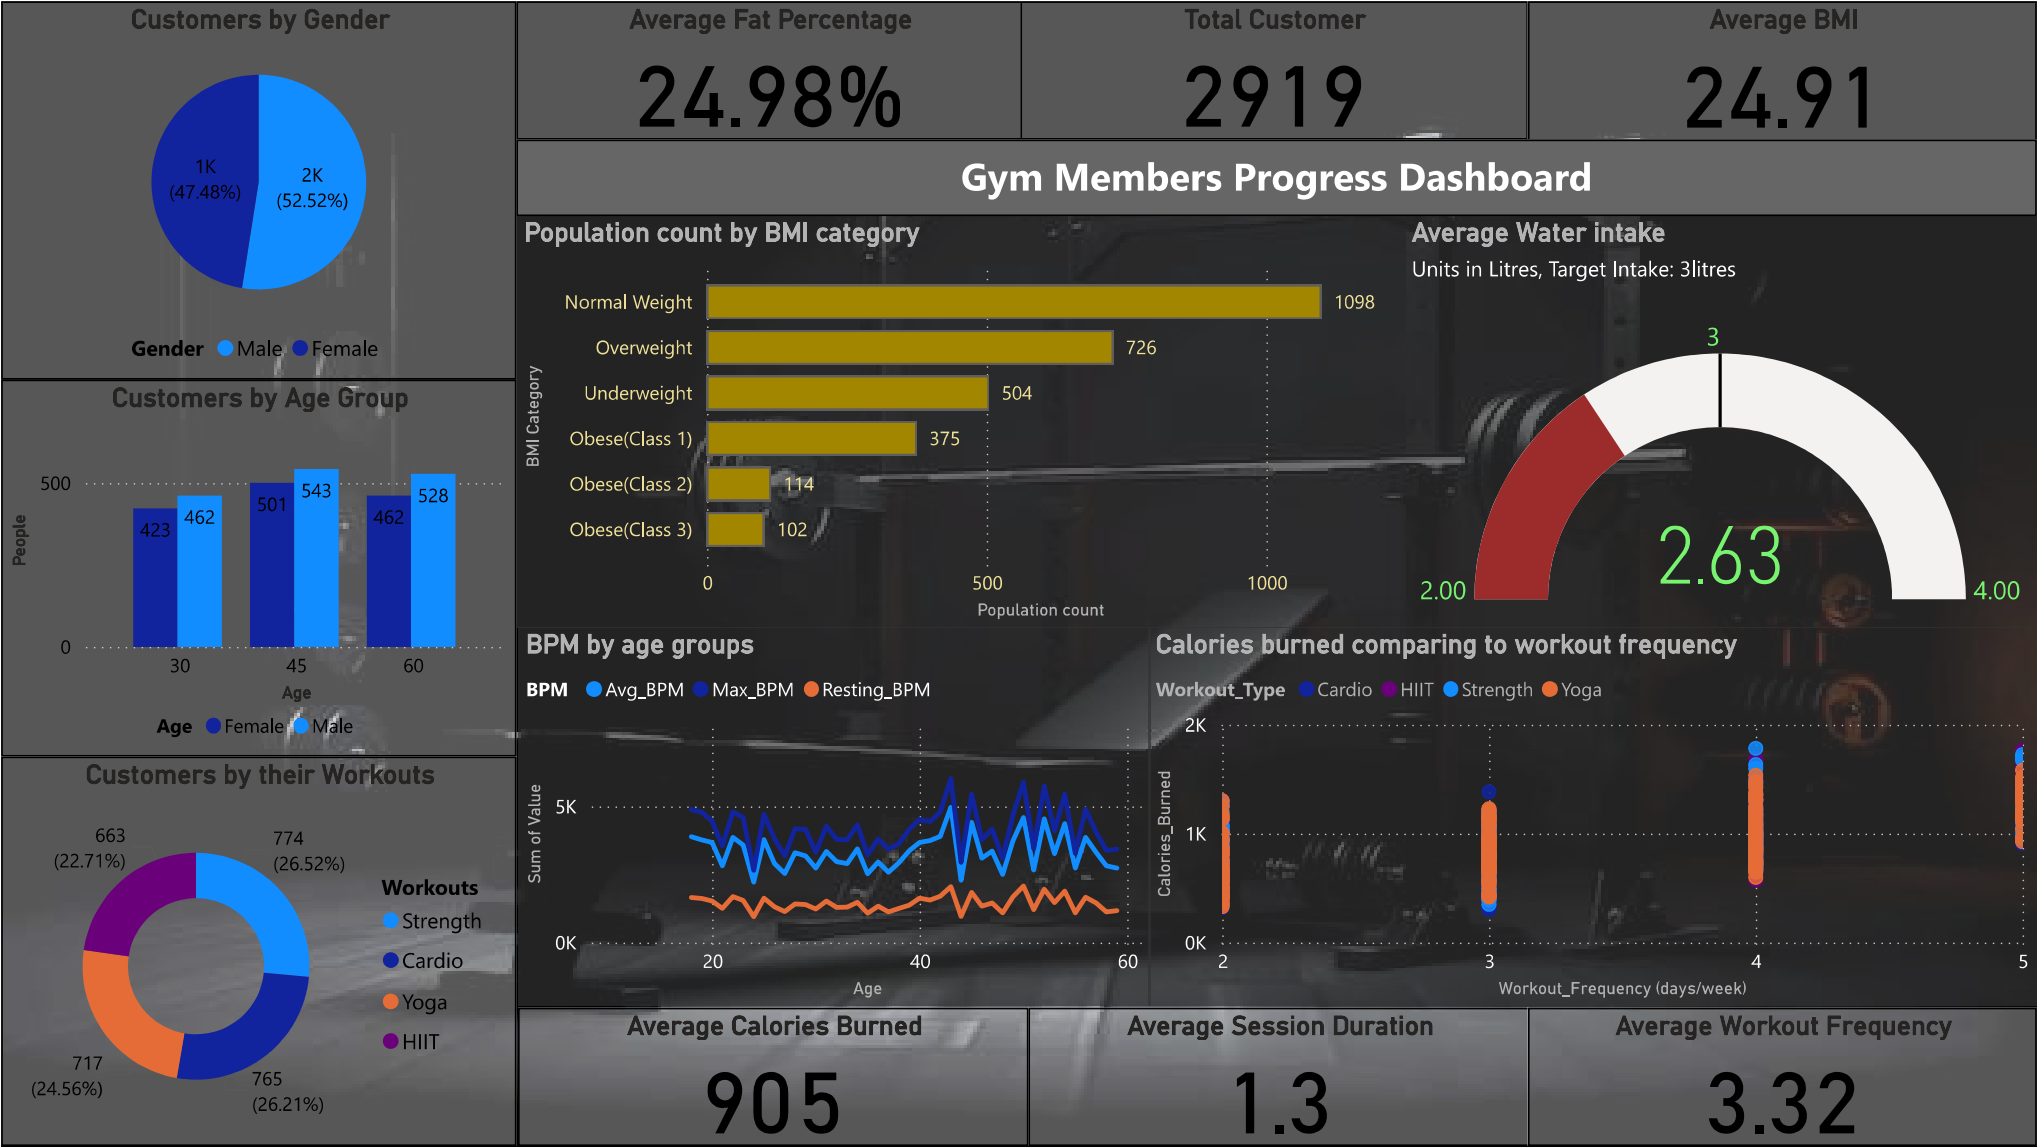 Customers by Gender
1K
(47.48%)
2K
(52.52%)
Gender Male Female
Average Fat Percentage
24.98%
Total Customer
2919
Average BMI
24.91
Gym Members Progress Dashboard
Customers by Age Group
People
500
0
423
462
501
543
462
528
30
45
60
Age
Age Female Male
Customers by their Workouts
663
(22.71%)
774
(26.52%)
717
(24.56%)
765
(26.21%)
Workouts
Strength
Cardio
Yoga
HIIT
Population count by BMI category
BMI Category
Normal Weight 1098
Overweight 726
Underweight 504
Obese(Class 1) 375
Obese(Class 2) 114
Obese(Class 3) 102
0 500 1000
Population count
Average Water intake
Units in Litres, Target Intake: 3litres
3
2.63
2.00
4.00
BPM by age groups
BPM Avg_BPM Max_BPM Resting_BPM
Sum of Value
5K
0K
20 40 60
Age
Calories burned comparing to workout frequency
Workout_Type Cardio HIIT Strength Yoga
Calories_Burned
2K
1K
0K
2 3 4 5
Workout_Frequency (days/week)
Average Calories Burned
905
Average Session Duration
1.3
Average Workout Frequency
3.32